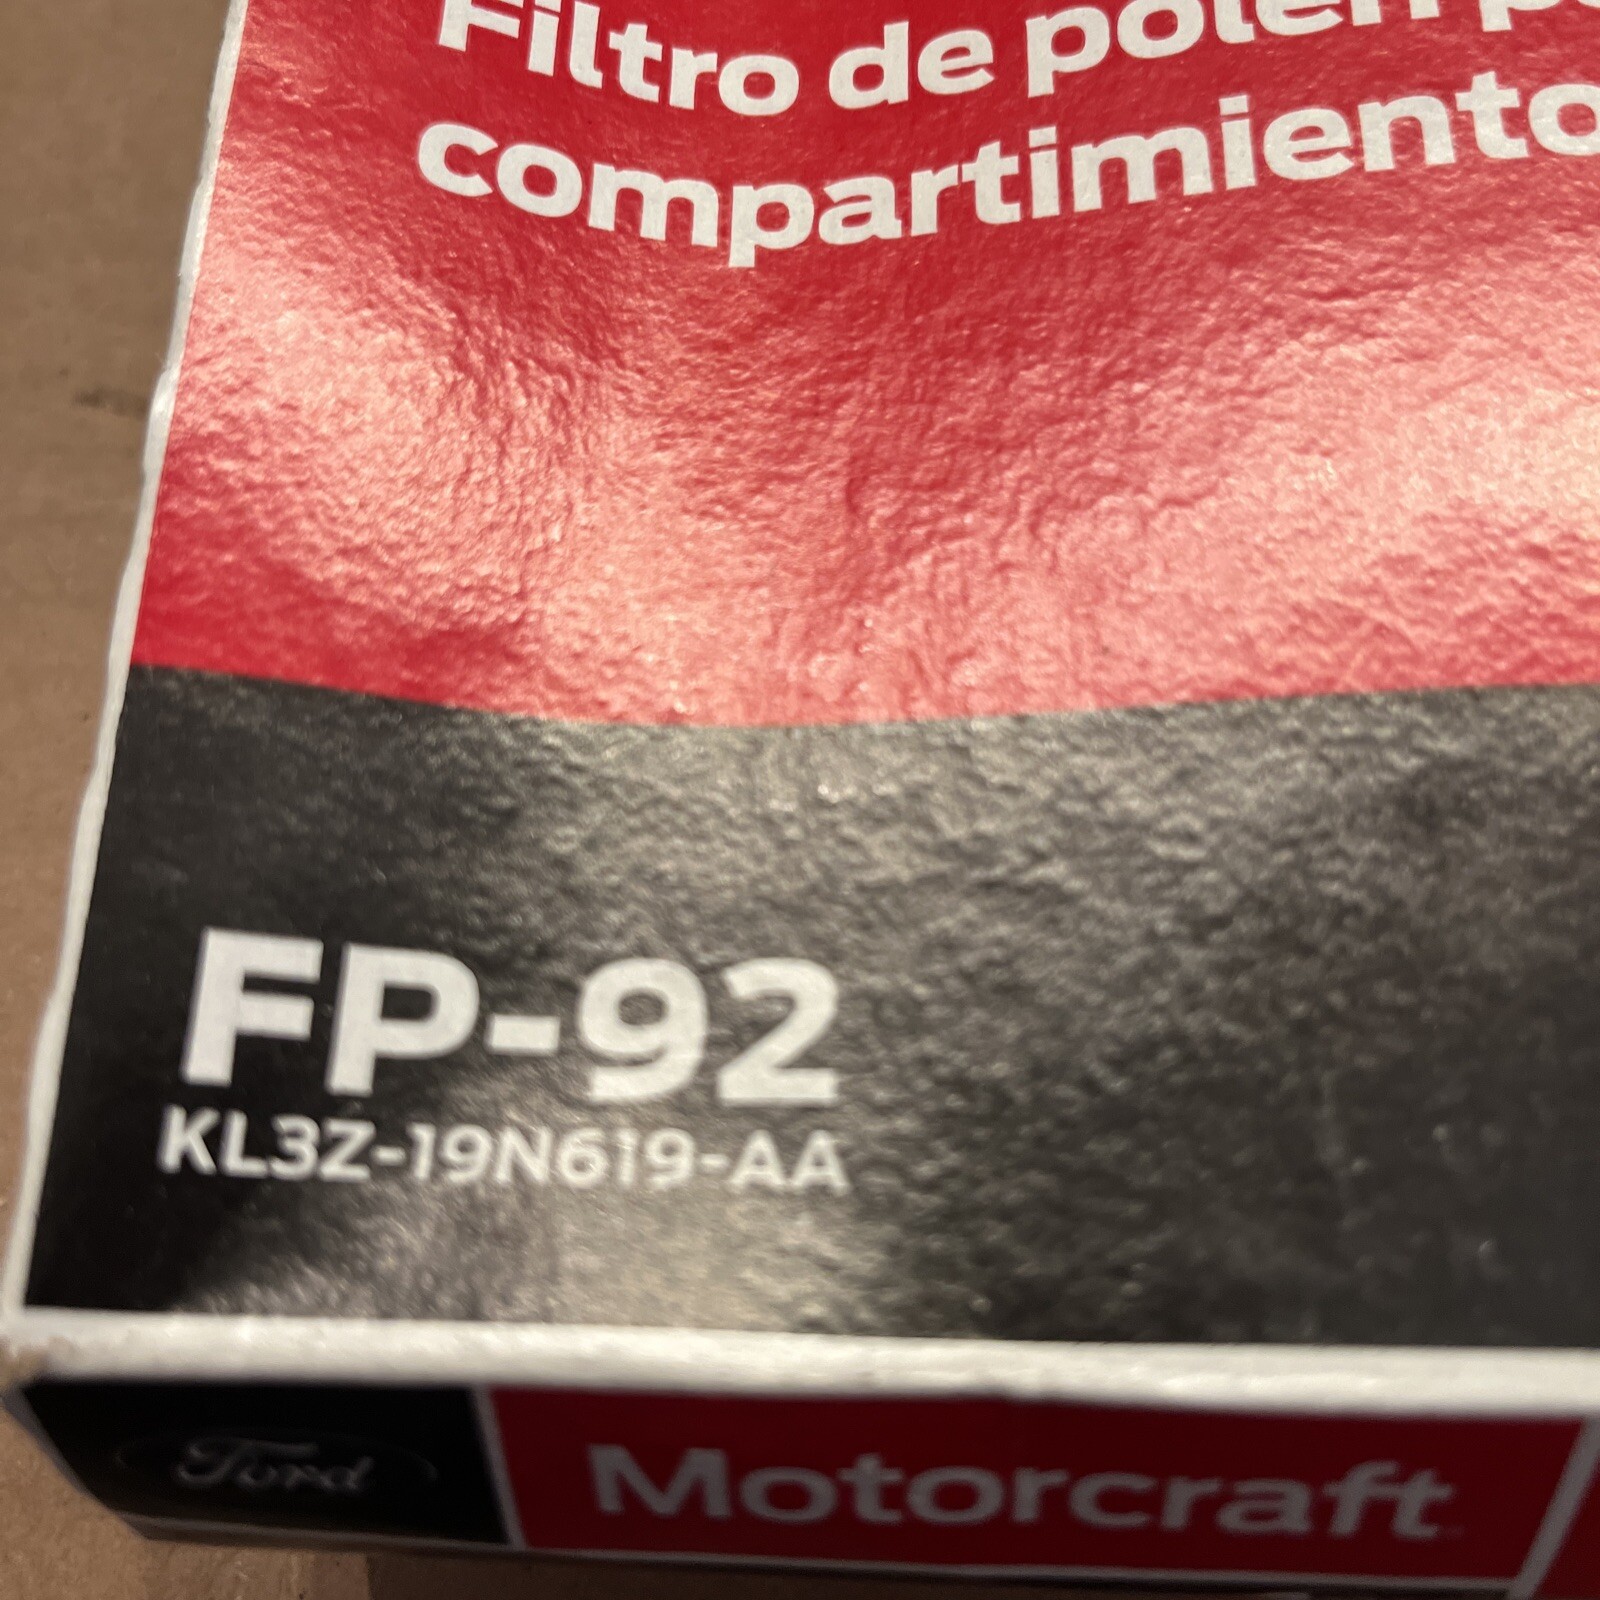 Filtro de polen
compartimiento
FP-92
KL3Z-19N619-AA
Ford
Motorcraft